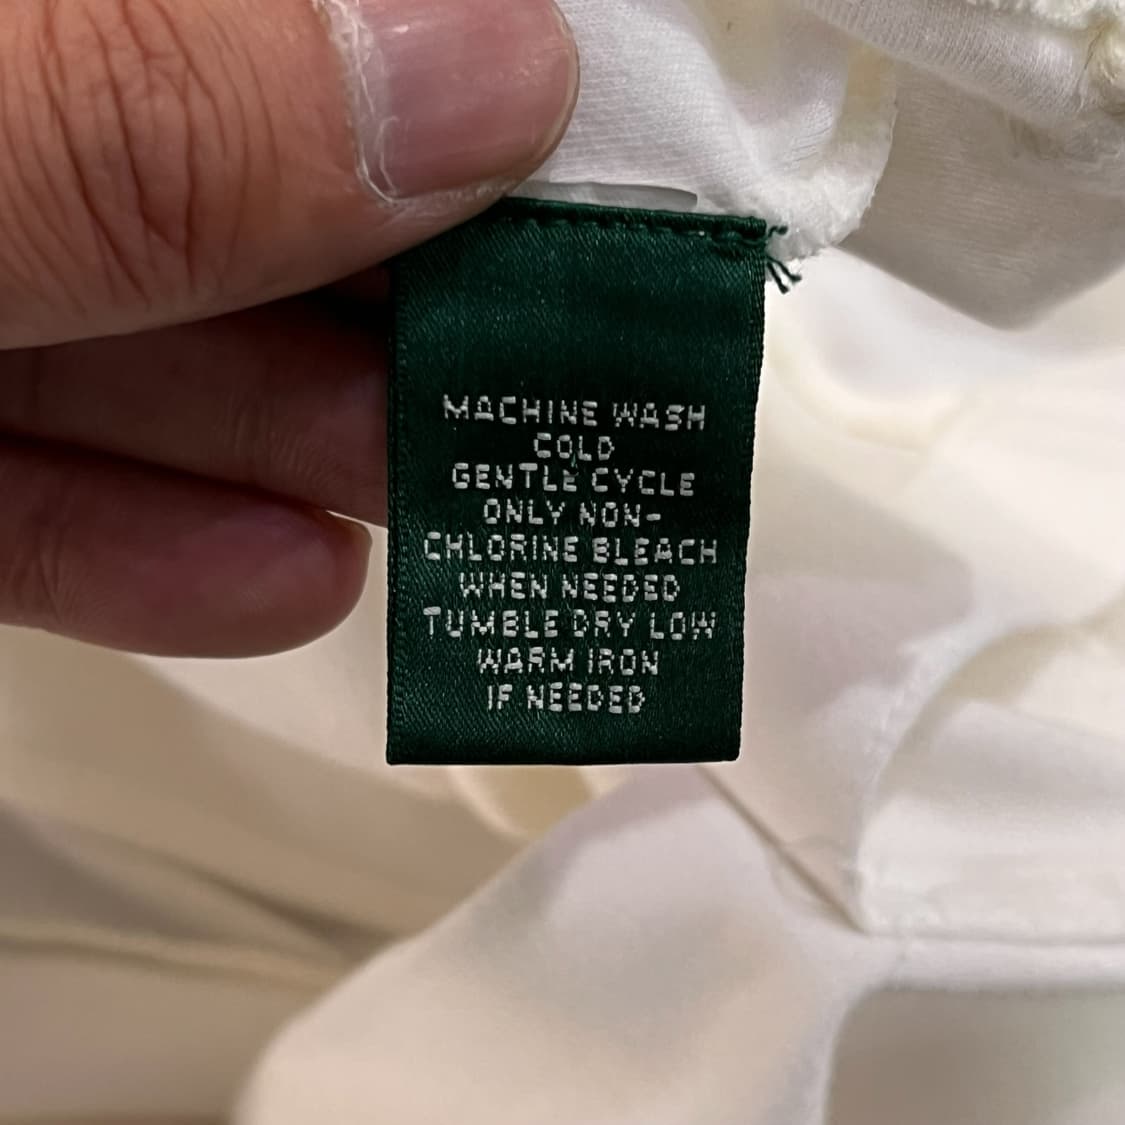 MACHINE WASH
COLD
GENTLE CYCLE
ONLY NON-
CHLORINE BLEACH
WHEN NEEDED
TUMBLE DRY LOW
WARM IRON
IF NEEDED